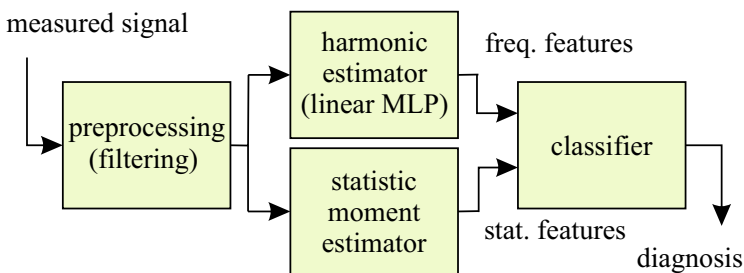 measured signal
preprocessing
(filtering)
harmonic
estimator
(linear MLP)
statistic
moment
estimator
freq. features
stat. features
classifier
diagnosis